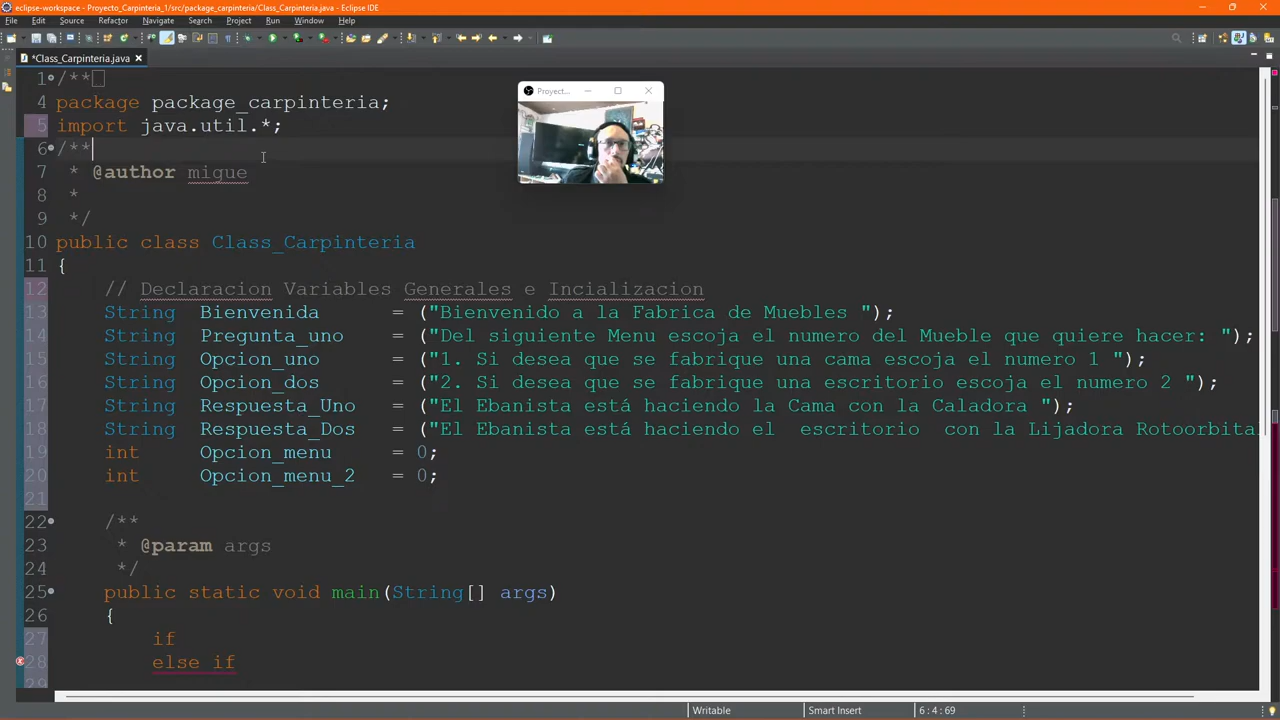 eclipse-workspace - Proyecto_Carpinteria_1/src/package_carpinteria/Class_Carpinteria.java - Eclipse IDE
File Edit Source Refactor Navigate Search Project Run Window Help
*Class_Carpinteria.java
Proyec...
1 /**
4 package package_carpinteria;
5 import java.util.*;
6 /**
7 * @author migue
8 *
9 */
10 public class Class_Carpinteria
11 {
12 // Declaracion Variables Generales e Incializacion
13 String Bienvenida = ("Bienvenido a la Fabrica de Muebles ");
14 String Pregunta_uno = ("Del siguiente Menu escoja el numero del Mueble que quiere hacer: ");
15 String Opcion_uno = ("1. Si desea que se fabrique una cama escoja el numero 1 ");
16 String Opcion_dos = ("2. Si desea que se fabrique una escritorio escoja el numero 2 ");
17 String Respuesta_Uno = ("El Ebanista está haciendo la Cama con la Caladora ");
18 String Respuesta_Dos = ("El Ebanista está haciendo el escritorio con la Lijadora Rotoorbita
19 int Opcion_menu = 0;
20 int Opcion_menu_2 = 0;
21
22 /**
23 * @param args
24 */
25 public static void main(String[] args)
26 {
27 if
28 else if
29
Writable Smart Insert 6 : 4 : 69